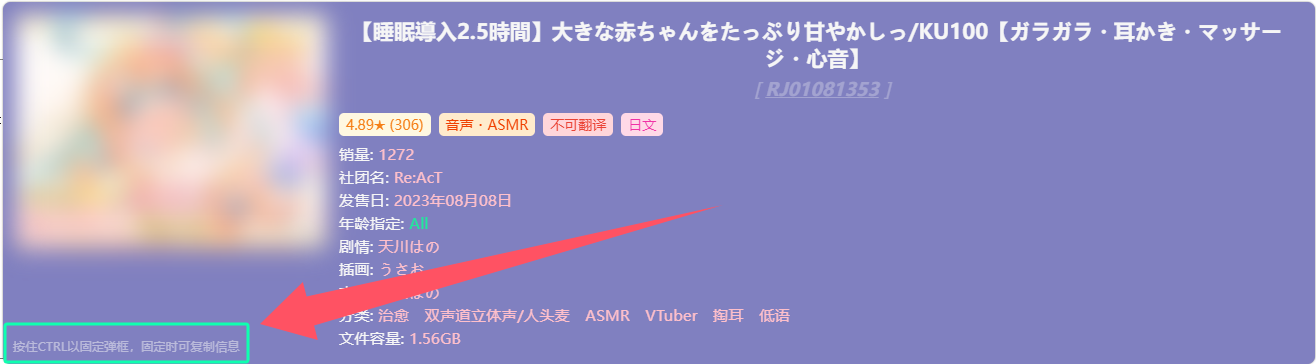 【睡眠導入2.5時間】大きな赤ちゃんをたっぷり甘やかしっ/KU100【ガラガラ・耳かき・マッサー
ジ・心音】
[ RJ01081353 ]
4.89★ (306) 音声・ASMR 不可翻译 日文
销量: 1272
社团名: Re:AcT
发售日: 2023年08月08日
年龄指定: All
剧情: 天川はの
插画: うさお
はの
分类: 治愈 双声道立体声/人头麦 ASMR VTuber 掏耳 低语
文件容量: 1.56GB
按住CTRL以固定弹框，固定时可复制信息